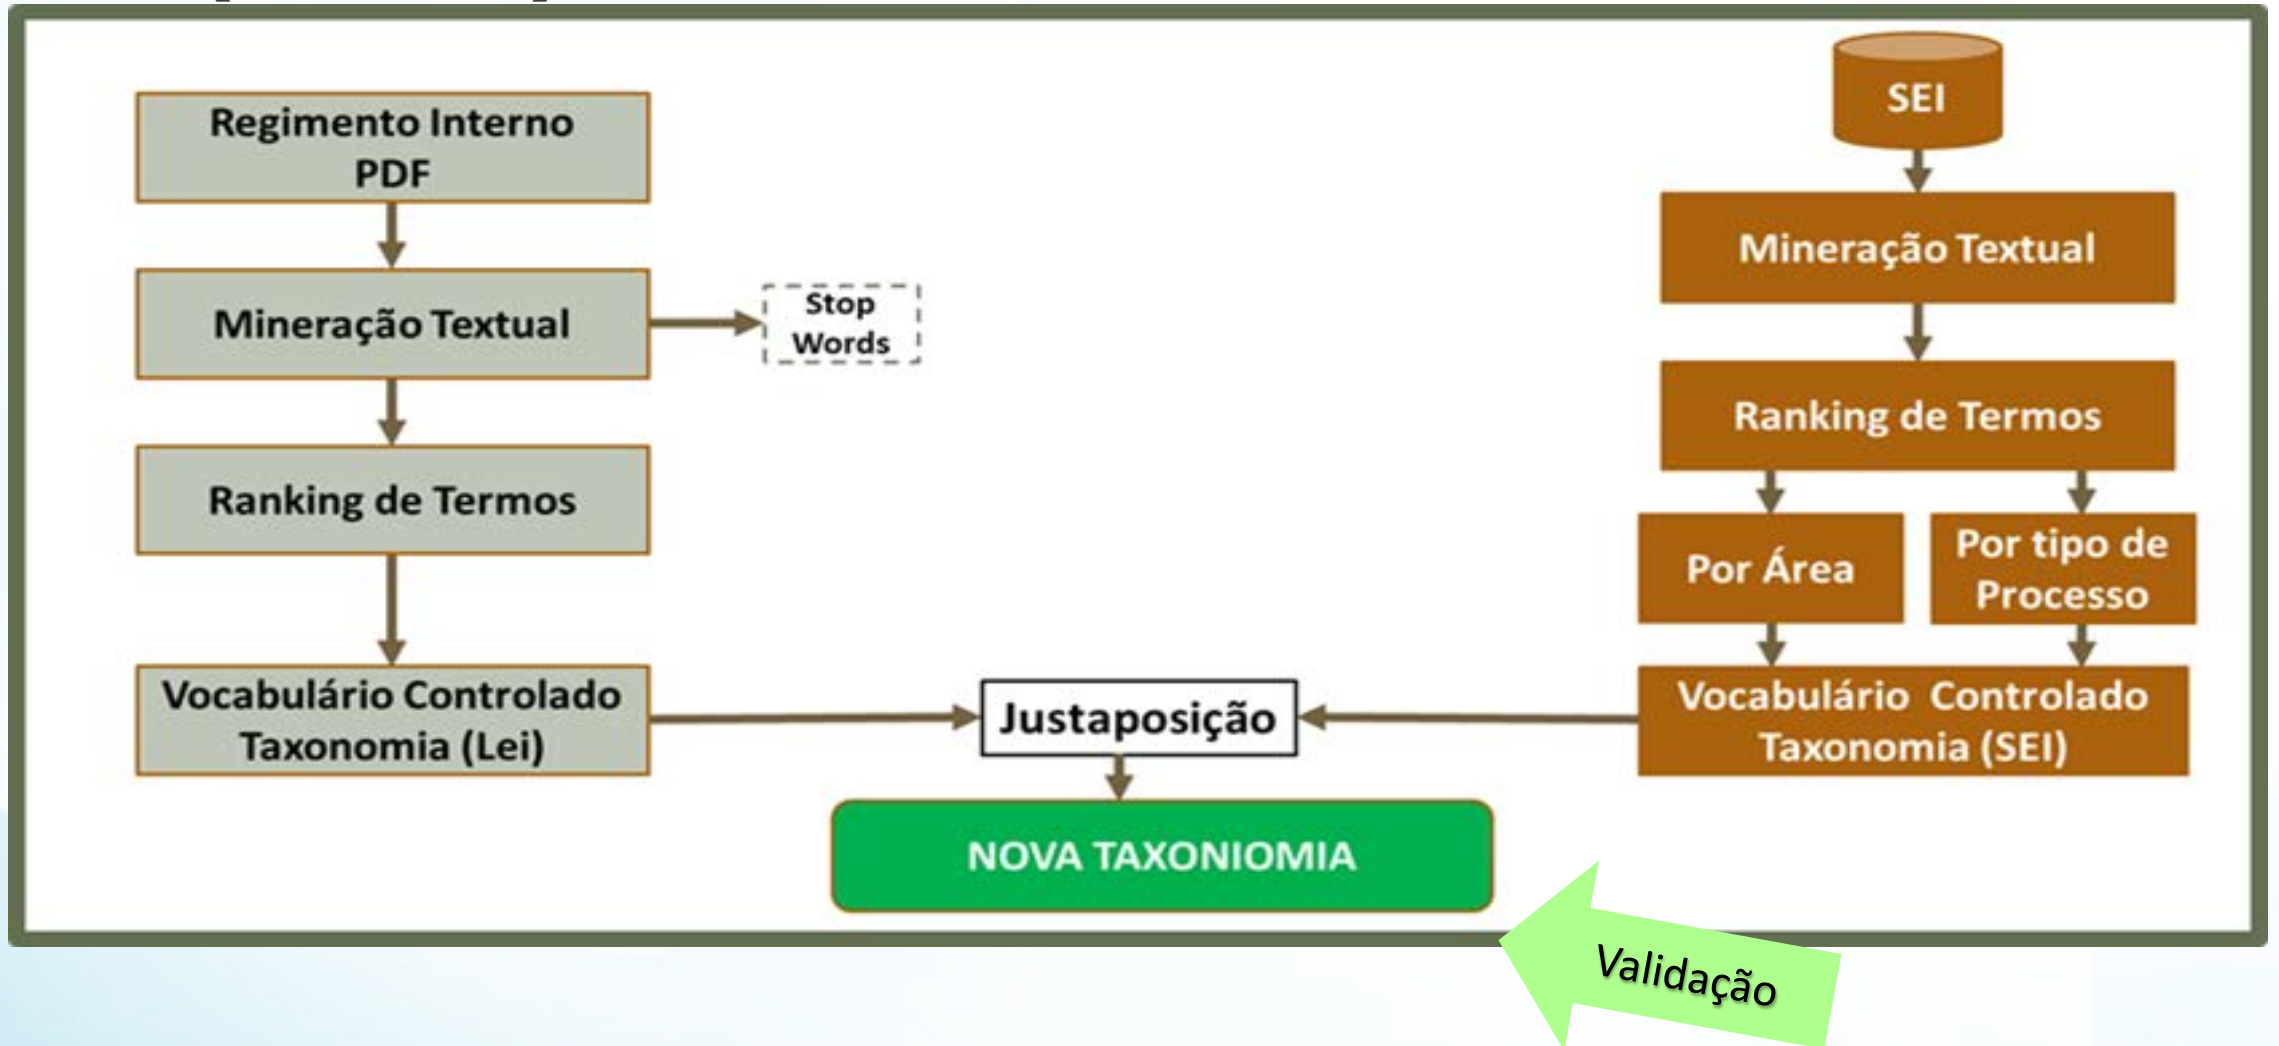 Regimento Interno
PDF
Mineração Textual
Stop
Words
Ranking de Termos
Vocabulário Controlado
Taxonomia (Lei)
SEI
Mineração Textual
Ranking de Termos
Por Área
Por tipo de
Processo
Vocabulário Controlado
Taxonomia (SEI)
Justaposição
NOVA TAXONIOMIA
Validação